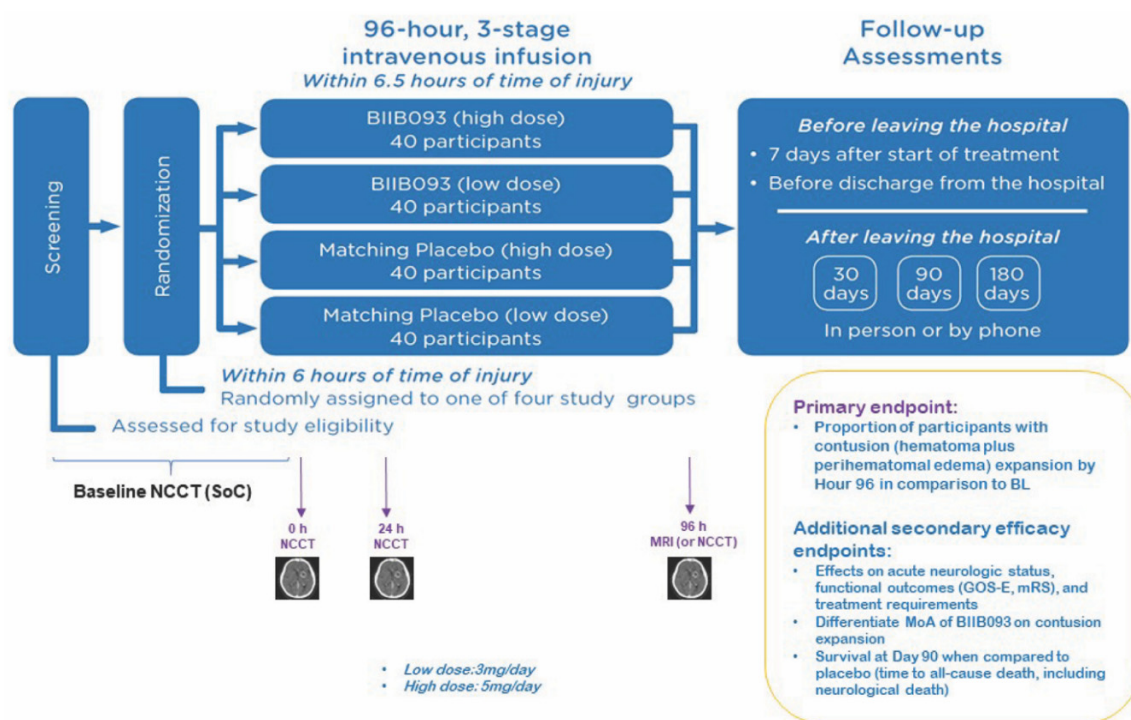 96-hour, 3-stage
intravenous infusion
Within 6.5 hours of time of injury
Follow-up
Assessments
Screening
Randomization
BIIB093 (high dose)
40 participants
BIIB093 (low dose)
40 participants
Matching Placebo (high dose)
40 participants
Matching Placebo (low dose)
40 participants
Before leaving the hospital
• 7 days after start of treatment
• Before discharge from the hospital
After leaving the hospital
30
days
90
days
180
days
In person or by phone
Within 6 hours of time of injury
Randomly assigned to one of four study groups
Assessed for study eligibility
Baseline NCCT (SoC)
0 h
NCCT
24 h
NCCT
96 h
MRI (or NCCT)
• Low dose:3mg/day
• High dose: 5mg/day
Primary endpoint:
• Proportion of participants with
contusion (hematoma plus
perihematomal edema) expansion by
Hour 96 in comparison to BL
Additional secondary efficacy
endpoints:
• Effects on acute neurologic status,
functional outcomes (GOS-E, mRS), and
treatment requirements
• Differentiate MoA of BIIB093 on contusion
expansion
• Survival at Day 90 when compared to
placebo (time to all-cause death, including
neurological death)